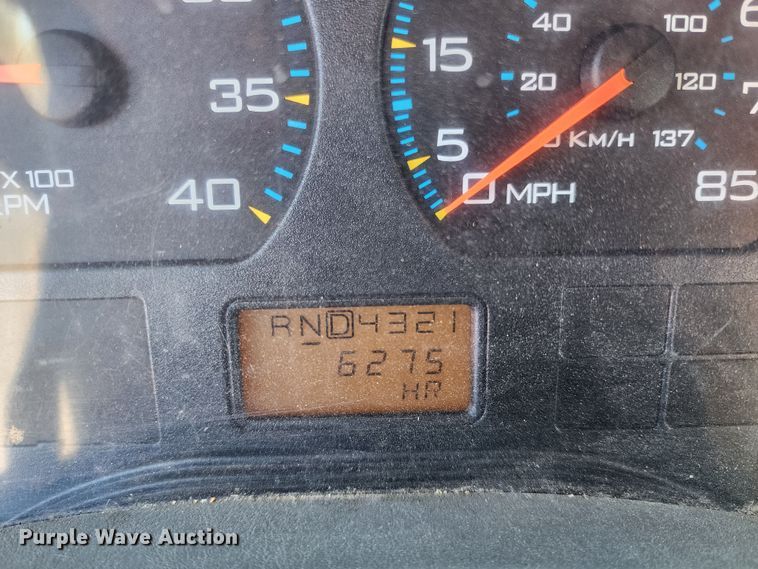 40 100
15
35 20 120
5 KM/H 137
X 100
40 0 MPH 85
RND4321
6275
HR
Purple Wave Auction